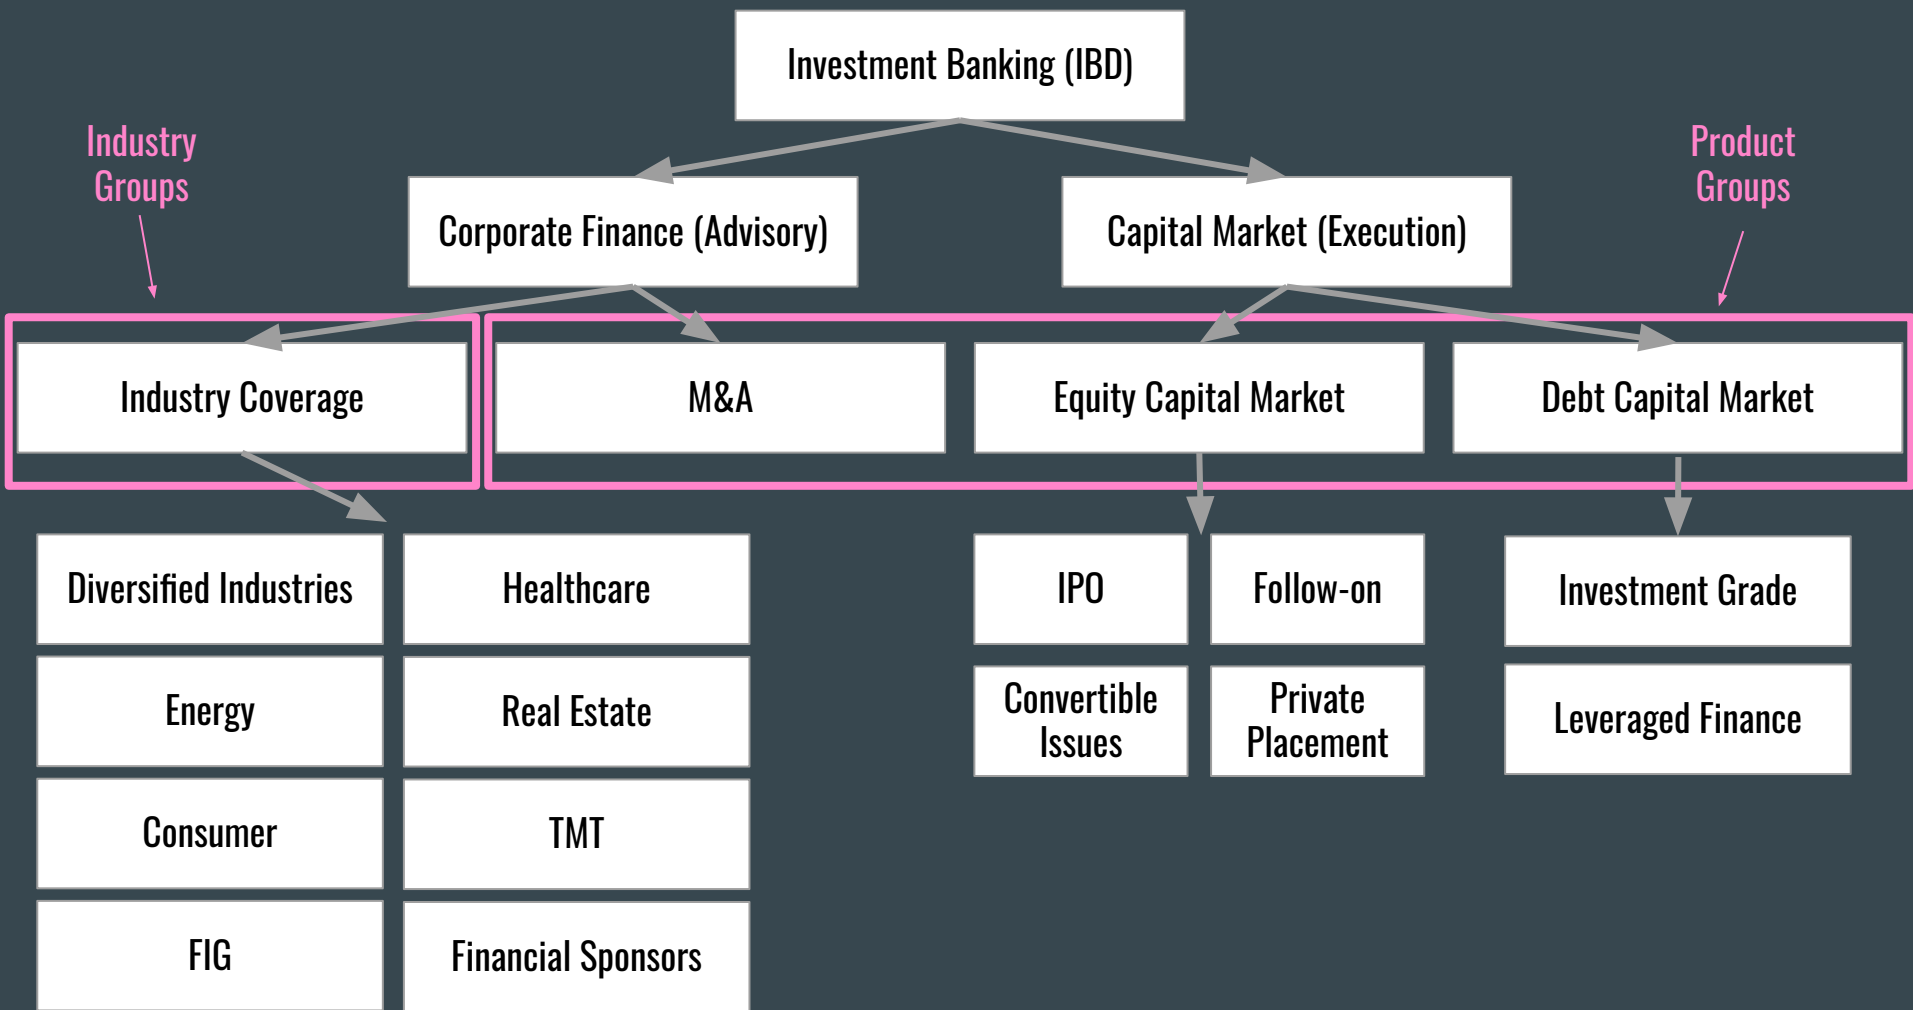 Investment Banking (IBD)
Industry
Groups
Product
Groups
Corporate Finance (Advisory)
Capital Market (Execution)
Industry Coverage
M&A
Equity Capital Market
Debt Capital Market
Diversified Industries
Healthcare
IPO
Follow-on
Investment Grade
Energy
Real Estate
Convertible
Issues
Private
Placement
Leveraged Finance
Consumer
TMT
FIG
Financial Sponsors